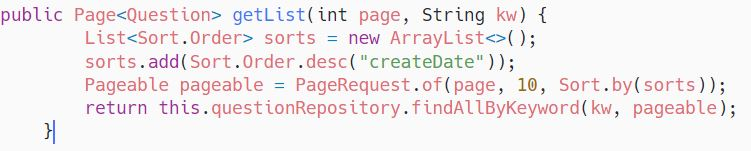 public Page<Question> getList(int page, String kw) {
        List<Sort.Order> sorts = new ArrayList<>();
        sorts.add(Sort.Order.desc("createDate"));
        Pageable pageable = PageRequest.of(page, 10, Sort.by(sorts));
        return this.questionRepository.findAllByKeyword(kw, pageable);
    }